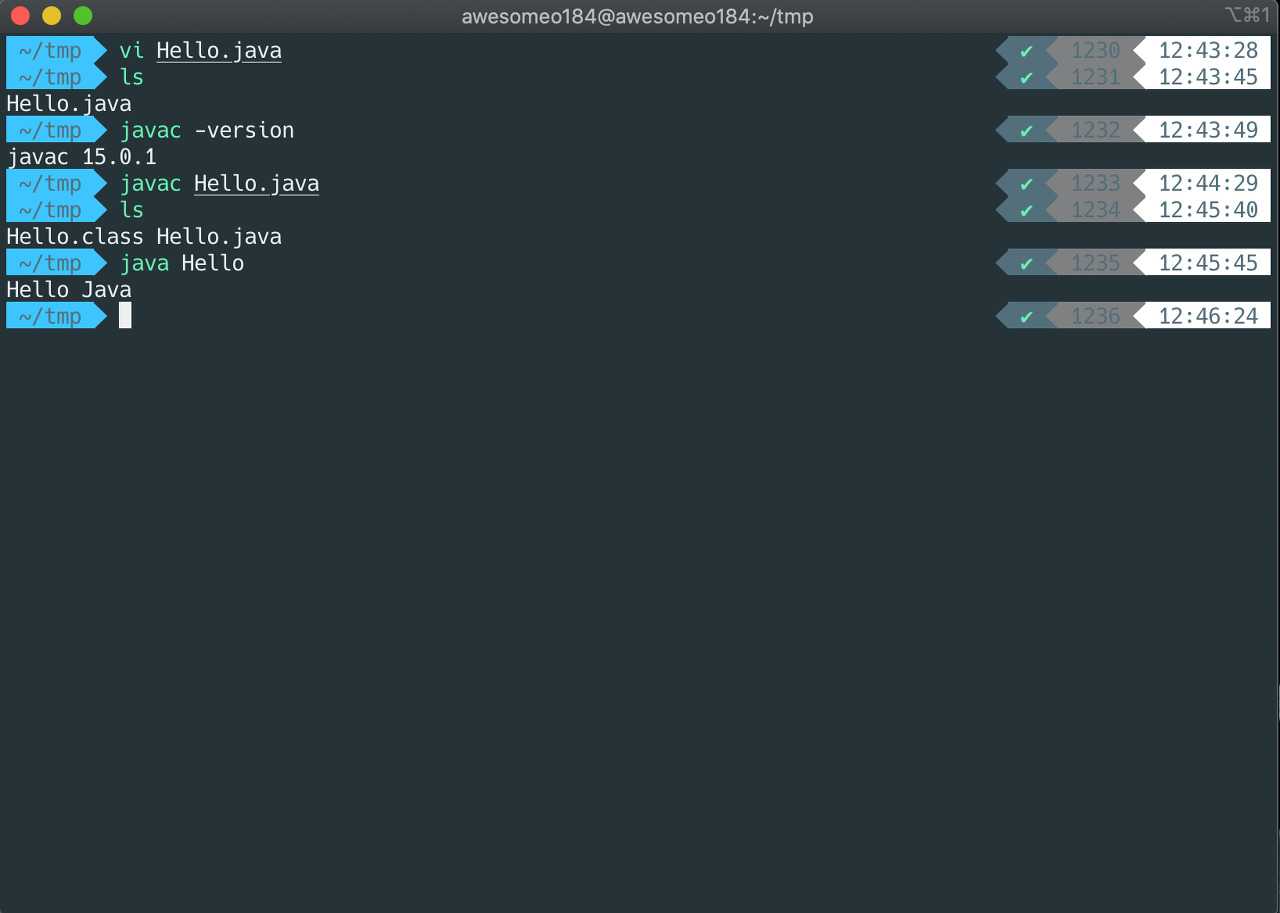 awesomeo184@awesomeo184:~/tmp ⌥⌘1
~/tmp vi Hello.java ✔ 1230 12:43:28
~/tmp ls ✔ 1231 12:43:45
Hello.java
~/tmp javac -version ✔ 1232 12:43:49
javac 15.0.1
~/tmp javac Hello.java ✔ 1233 12:44:29
~/tmp ls ✔ 1234 12:45:40
Hello.class Hello.java
~/tmp java Hello ✔ 1235 12:45:45
Hello Java
~/tmp ✔ 1236 12:46:24